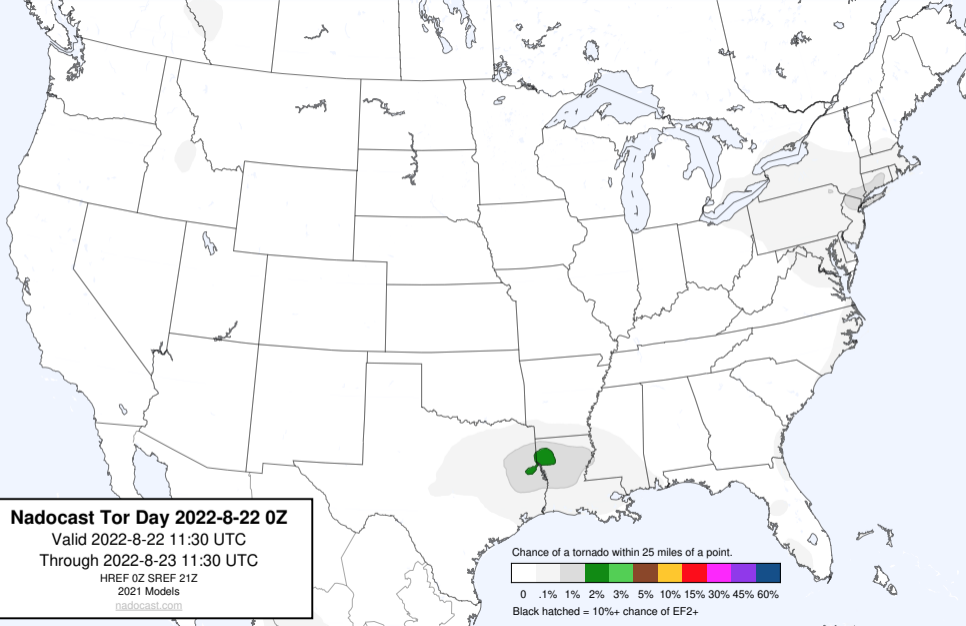 Nadocast Tor Day 2022-8-22 0Z
Valid 2022-8-22 11:30 UTC
Through 2022-8-23 11:30 UTC
HREF 0Z SREF 21Z
2021 Models
nadocast.com
Chance of a tornado within 25 miles of a point.
0 .1% 1% 2% 3% 5% 10% 15% 30% 45% 60%
Black hatched = 10%+ chance of EF2+